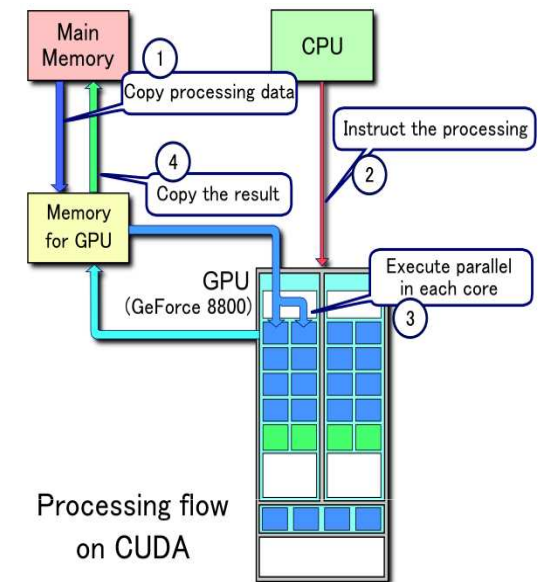 Main
Memory
CPU
1
Copy processing data
Instruct the processing
2
4
Copy the result
Memory
for GPU
GPU
(GeForce 8800)
Execute parallel
in each core
3
Processing flow
on CUDA